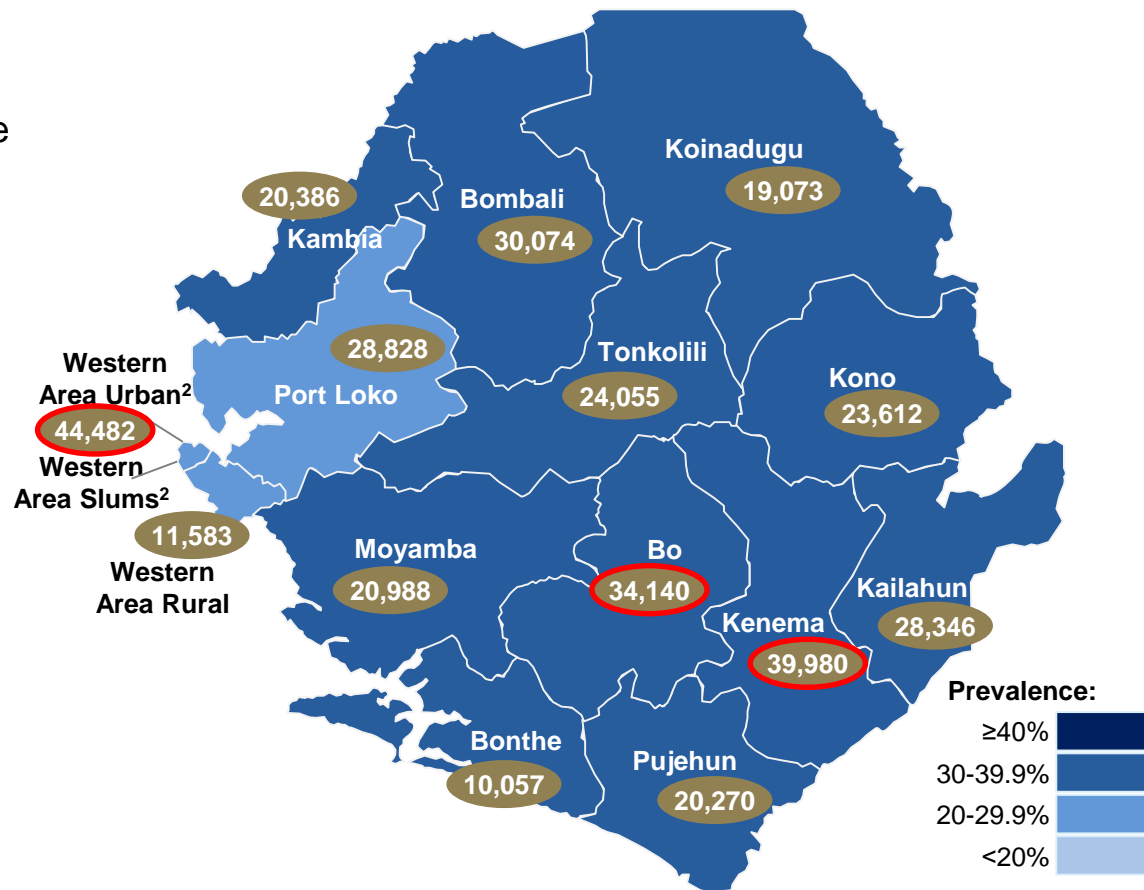 e
Koinadugu
19,073
20,386
Kambia
Bombali
30,074
28,828
Port Loko
Tonkolili
24,055
Kono
23,612
Western
Area Urban²
44,482
Western
Area Slums²
11,583
Western
Area Rural
Moyamba
20,988
Bo
34,140
Kenema
39,980
Kailahun
28,346
Bonthe
10,057
Pujehun
20,270
Prevalence:
≥40%
30-39.9%
20-29.9%
<20%